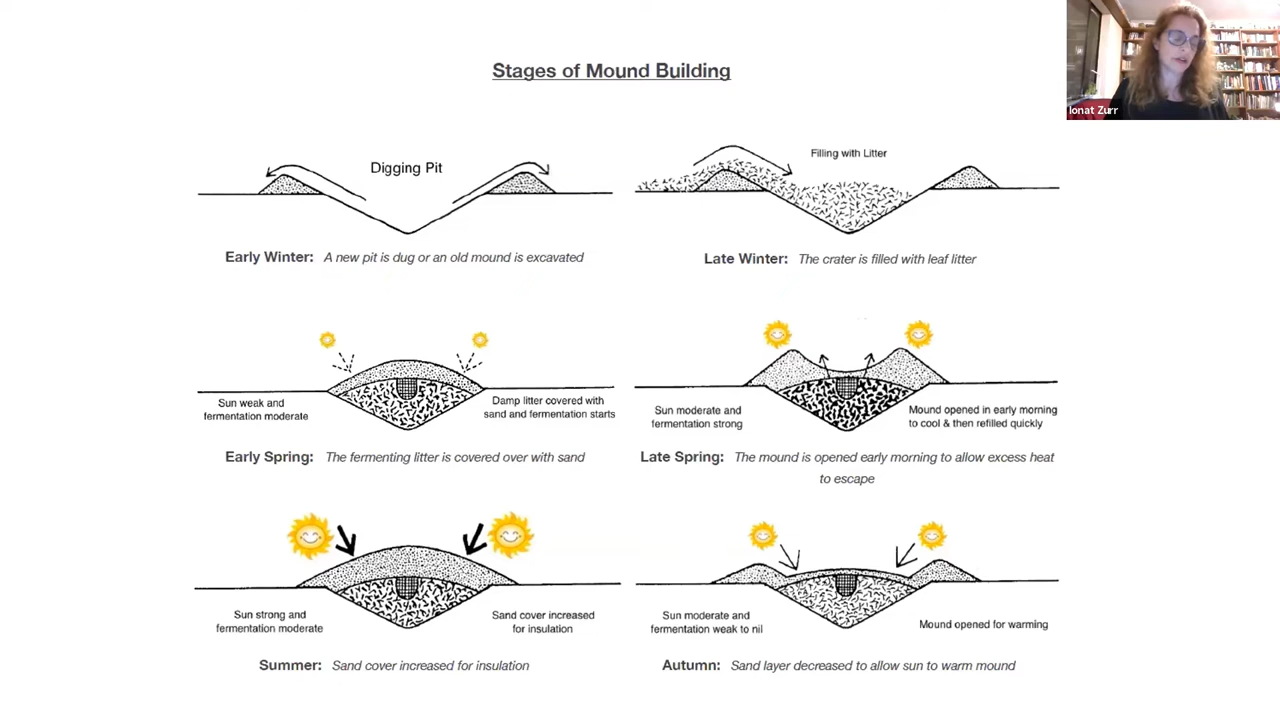 Stages of Mound Building
Ionat Zurr
Digging Pit
Filling with Litter
Early Winter: A new pit is dug or an old mound is excavated
Late Winter: The crater is filled with leaf litter
Sun weak and
fermentation moderate
Damp litter covered with
sand and fermentation starts
Sun moderate and
fermentation strong
Mound opened in early morning
to cool & then refilled quickly
Early Spring: The fermenting litter is covered over with sand
Late Spring: The mound is opened early morning to allow excess heat
to escape
Sun strong and
fermentation moderate
Sand cover increased
for insulation
Sun moderate and
fermentation weak to nil
Mound opened for warming
Summer: Sand cover increased for insulation
Autumn: Sand layer decreased to allow sun to warm mound